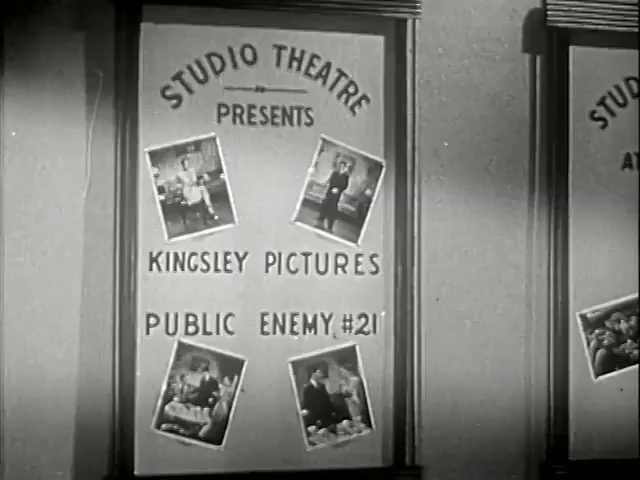 STUDIO THEATRE
PRESENTS
KINGSLEY PICTURES
PUBLIC ENEMY #21
STUD
AT